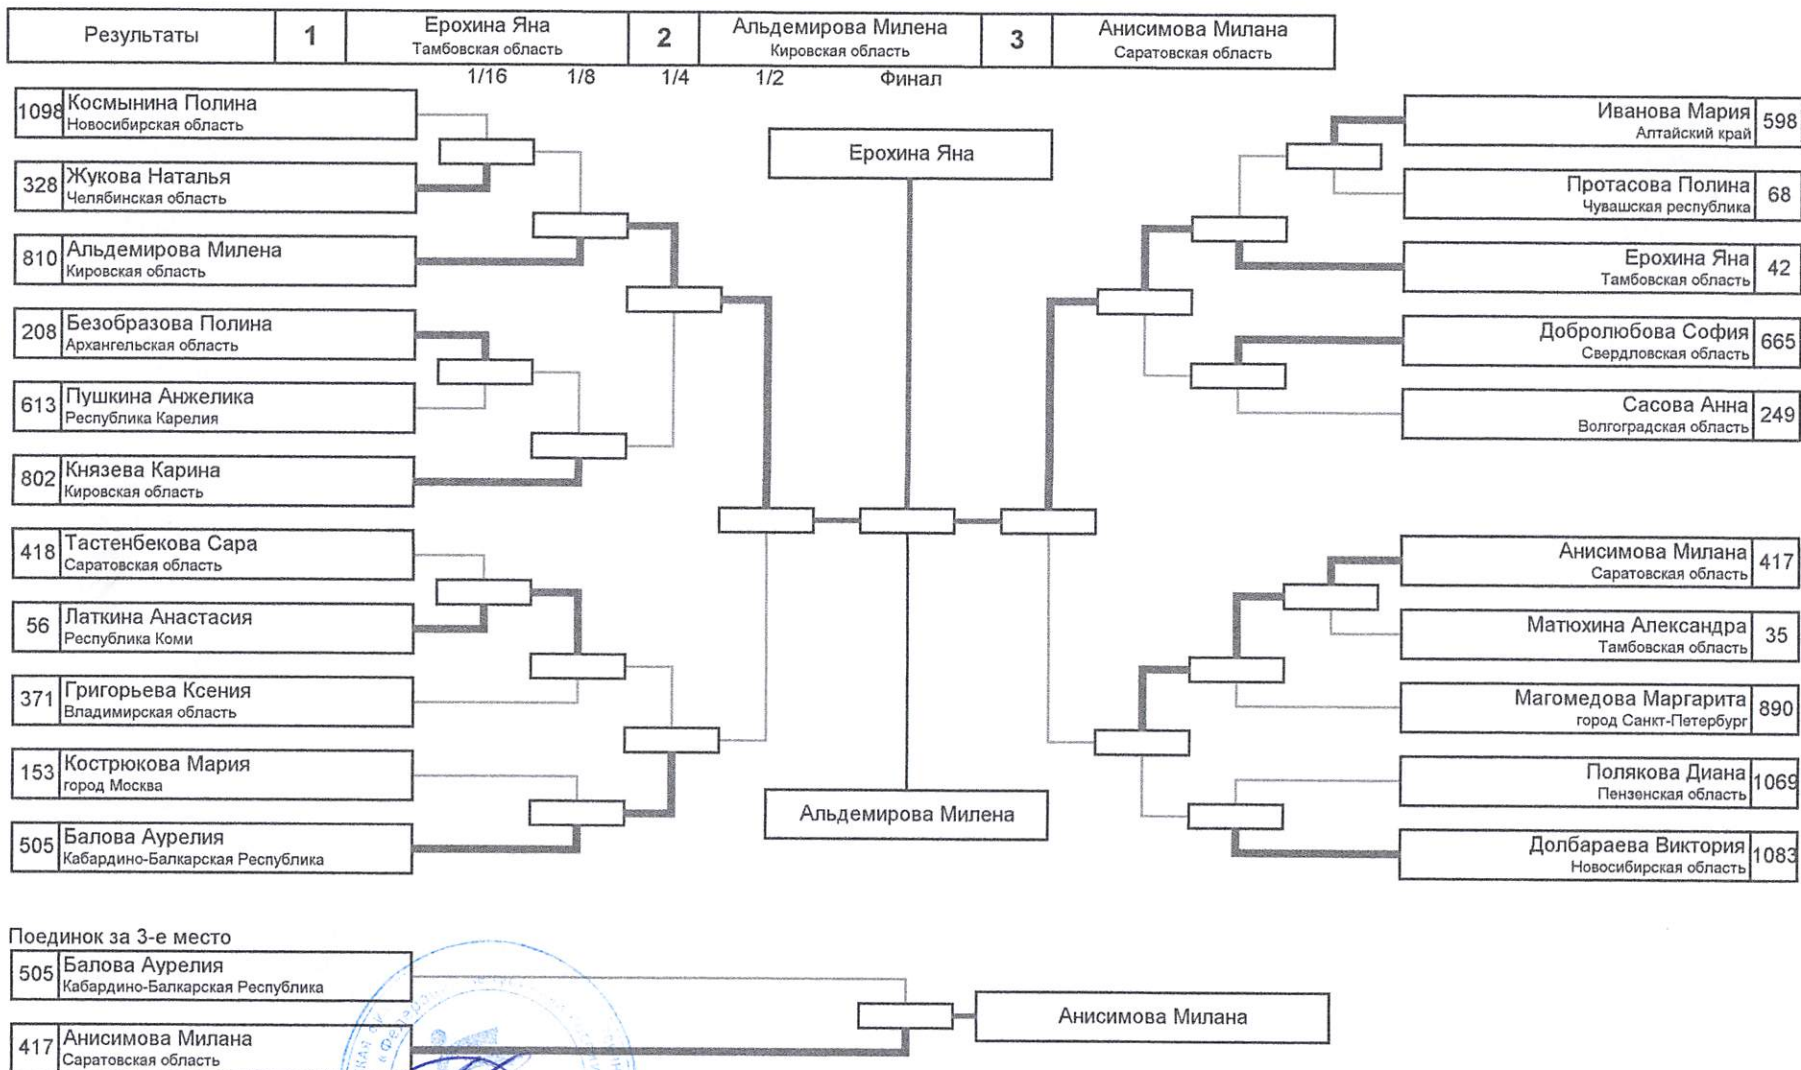 Результаты 1 Ерохина Яна 2 Альдемирова Милена 3 Анисимова Милана
Тамбовская область Кировская область Саратовская область
1/16 1/8 1/4 1/2 Финал
1098 Космынина Полина
Новосибирская область
328 Жукова Наталья
Челябинская область
810 Альдемирова Милена
Кировская область
208 Безобразова Полина
Архангельская область
613 Пушкина Анжелика
Республика Карелия
802 Князева Карина
Кировская область
418 Тастенбекова Сара
Саратовская область
56 Латкина Анастасия
Республика Коми
371 Григорьева Ксения
Владимирская область
153 Кострюкова Мария
город Москва
505 Балова Аурелия
Кабардино-Балкарская Республика
Ерохина Яна
Альдемирова Милена
Иванова Мария 598
Алтайский край
Протасова Полина 68
Чувашская республика
Ерохина Яна 42
Тамбовская область
Добролюбова София 665
Свердловская область
Сасова Анна 249
Волгоградская область
Анисимова Милана 417
Саратовская область
Матюхина Александра 35
Тамбовская область
Магомедова Маргарита 890
город Санкт-Петербург
Полякова Диана 1069
Пензенская область
Долбараева Виктория 1083
Новосибирская область
Поединок за 3-е место
505 Балова Аурелия
Кабардино-Балкарская Республика
417 Анисимова Милана
Саратовская область
Анисимова Милана